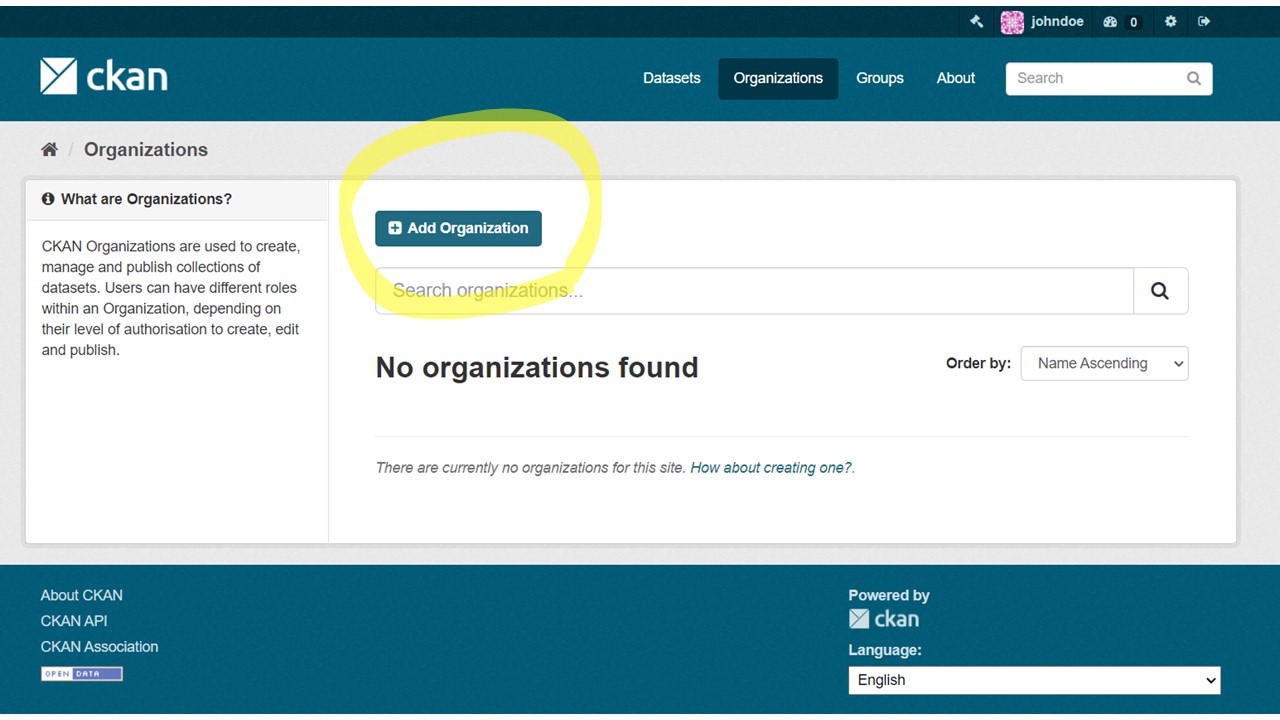 johndoe 0
ckan Datasets Organizations Groups About Search
/ Organizations
What are Organizations?
CKAN Organizations are used to create,
manage and publish collections of
datasets. Users can have different roles
within an Organization, depending on
their level of authorisation to create, edit
and publish.
Add Organization
Search organizations...
No organizations found
Order by: Name Ascending
There are currently no organizations for this site. How about creating one?.
About CKAN
CKAN API
CKAN Association
OPEN DATA
Powered by
ckan
Language:
English